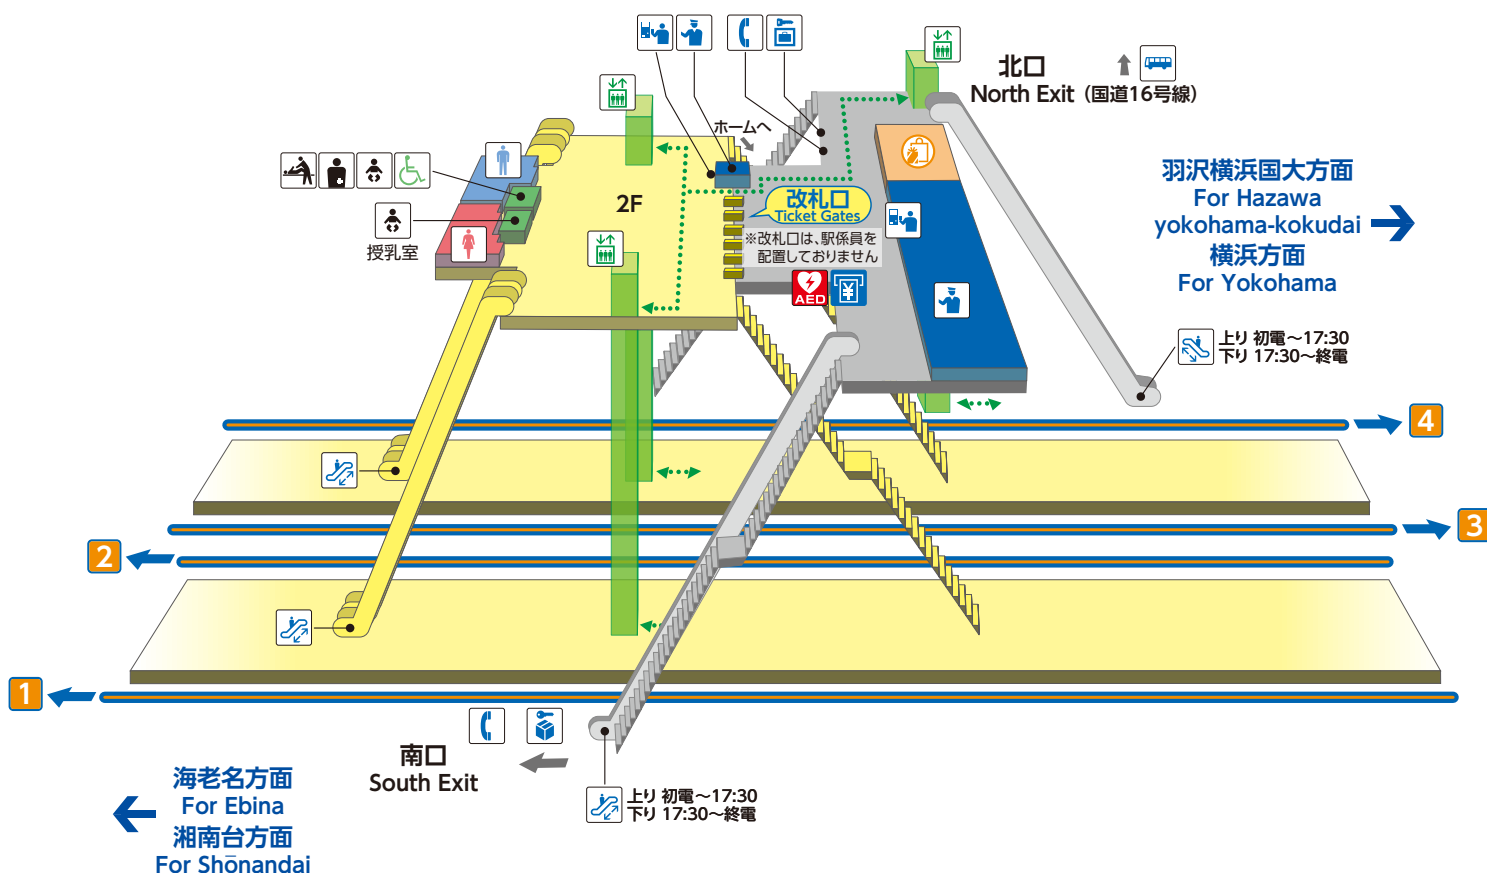 北口
North Exit（国道16号線）
ホームへ
羽沢横浜国大方面
For Hazawa
yokohama-kokudai
横浜方面
For Yokohama
2F
改札口
Ticket Gates
※改札口は、駅係員を
配置しておりません
授乳室
AED
¥
上り 初電～17:30
下り 17:30～終電
4
3
2
1
南口
South Exit
上り 初電～17:30
下り 17:30～終電
海老名方面
For Ebina
湘南台方面
For Shōnandai